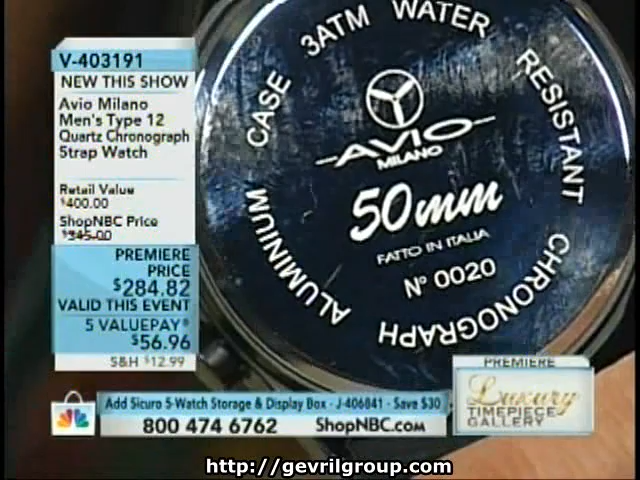 V-403191
NEW THIS SHOW
Avio Milano
Men's Type 12
Quartz Chronograph
Strap Watch
Retail Value
$400.00
ShopNBC Price
$345.00
PREMIERE
PRICE
$284.82
VALID THIS EVENT
5 VALUEPAY®
$56.96
S&H $12.99
CASE 3ATM WATER RESISTANT CHRONOGRAPH ALUMINIUM
AVIO
MILANO
50mm
FATTO IN ITALIA
N° 0020
PREMIERE
Luxury
TIMEPIECE
GALLERY
Add Sicuro 5-Watch Storage & Display Box - J-406841 - Save $30
800 474 6762 ShopNBC.com
http://gevrilgroup.com